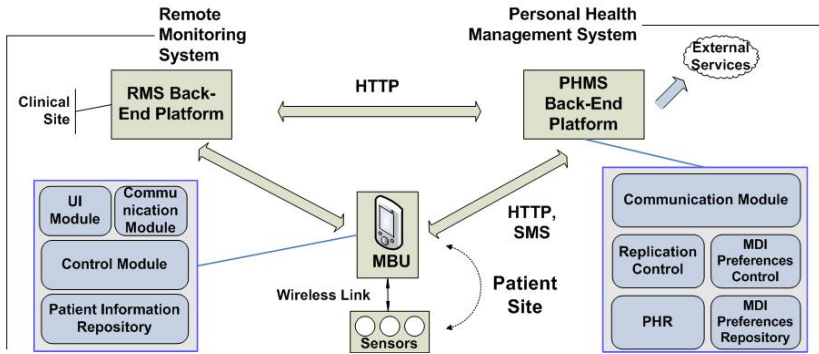 Remote
Monitoring
System
Personal Health
Management System
External
Services
Clinical
Site
RMS Back-
End Platform
HTTP
PHMS
Back-End
Platform
UI
Module
Commu
nication
Module
Control Module
Patient Information
Repository
MBU
HTTP,
SMS
Wireless Link
Patient
Site
Sensors
Communication Module
Replication
Control
MDI
Preferences
Control
PHR
MDI
Preferences
Repository